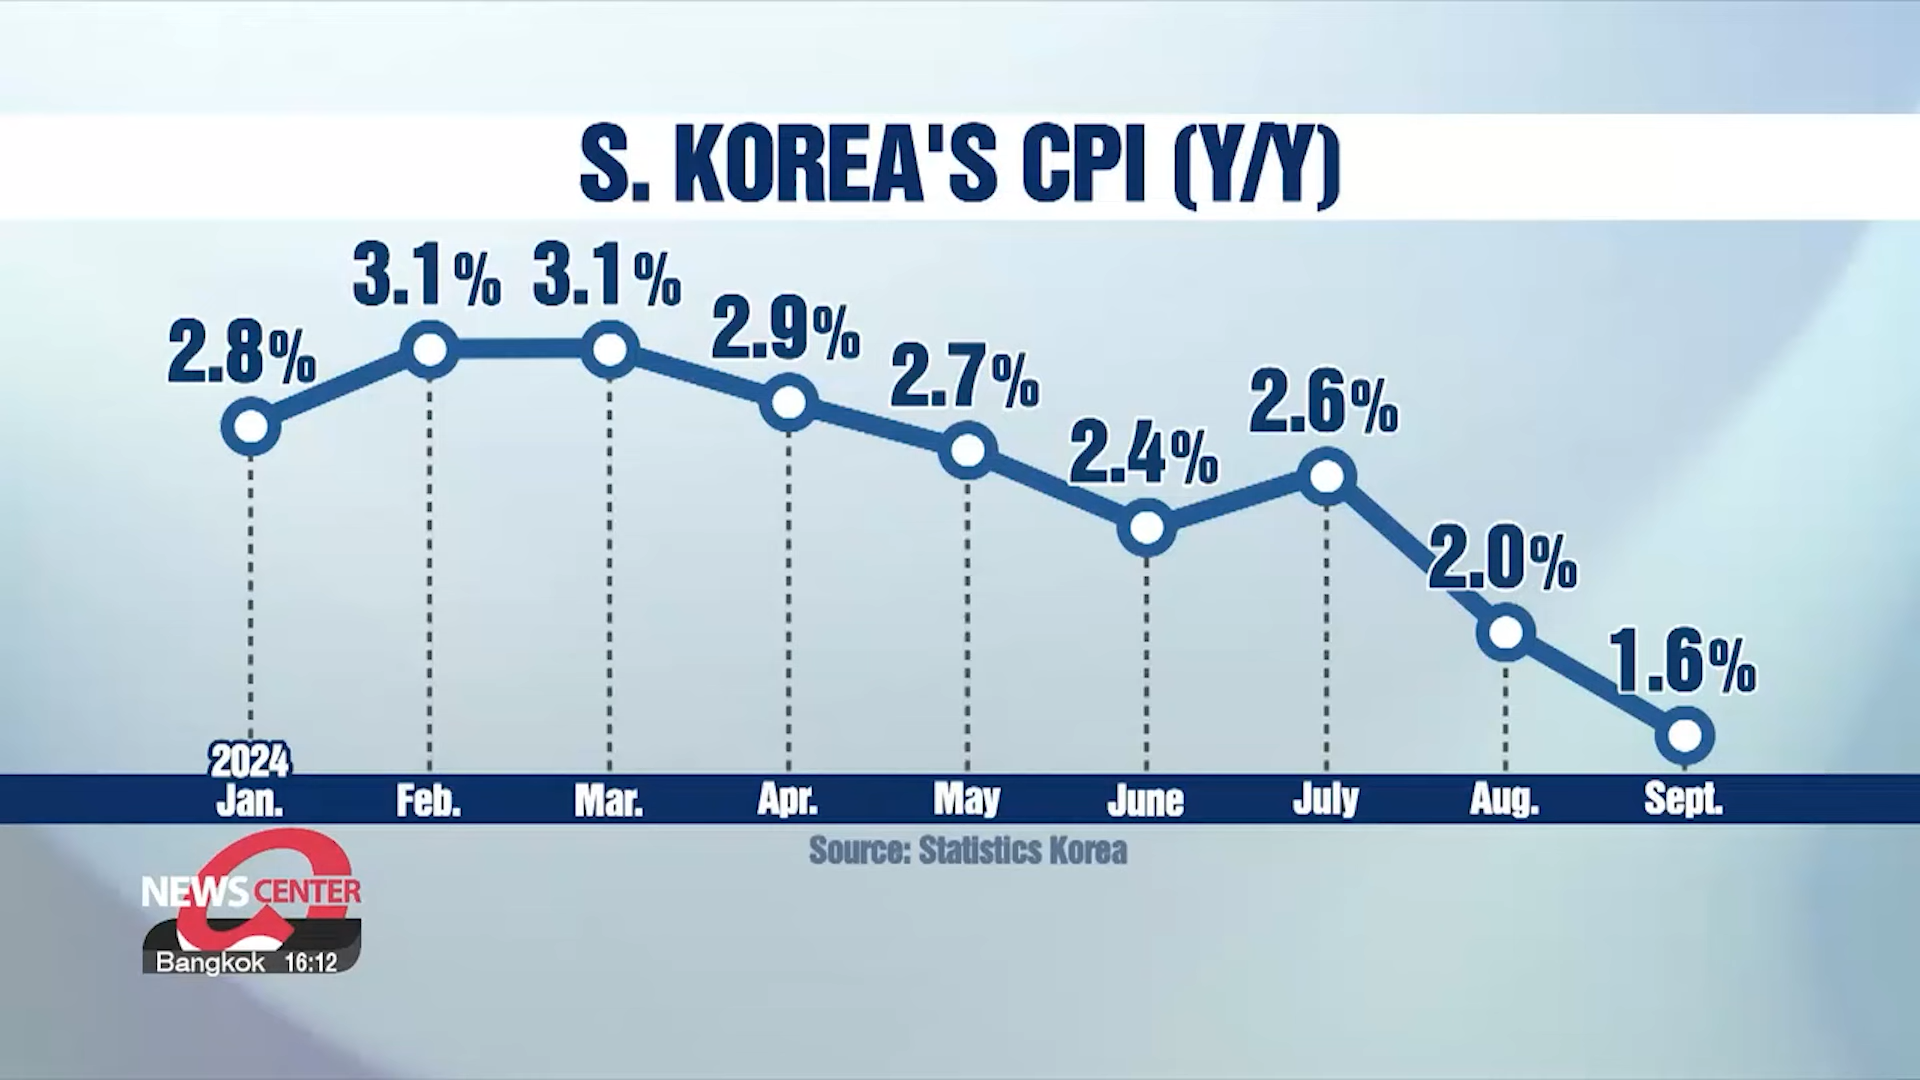 S. KOREA'S CPI (Y/Y)
2.8%
3.1%
3.1%
2.9%
2.7%
2.4%
2.6%
2.0%
1.6%
2024
Jan.
Feb.
Mar.
Apr.
May
June
July
Aug.
Sept.
Source: Statistics Korea
NEWS CENTER
Bangkok 16:12